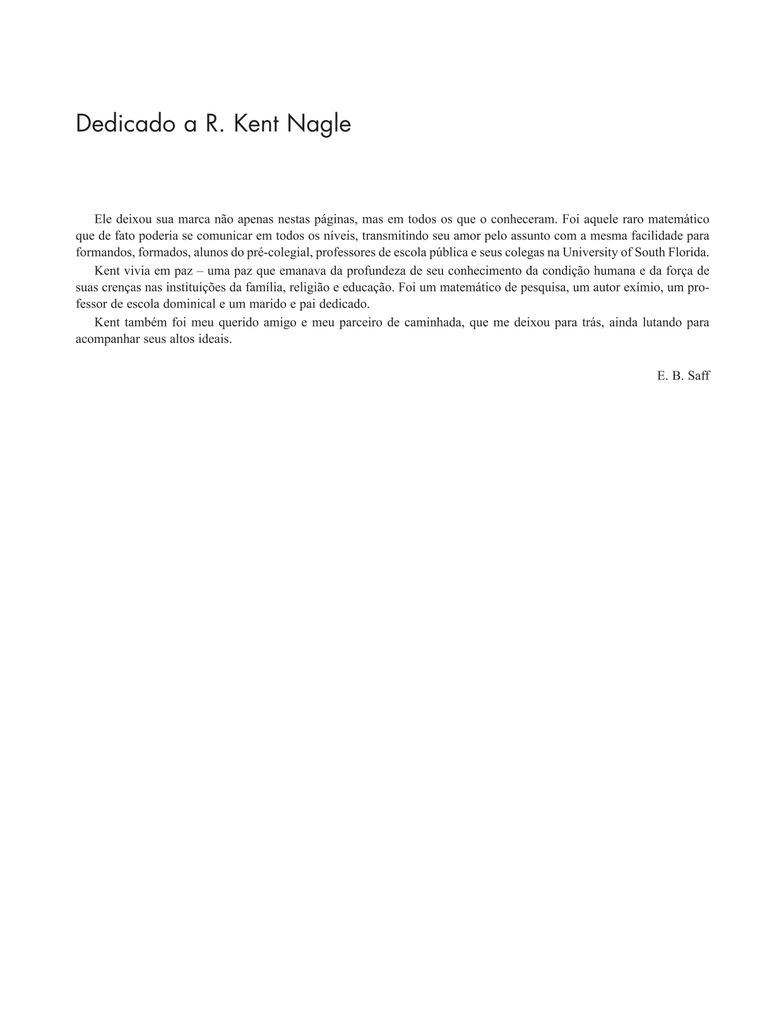 Dedicado a R. Kent Nagle
Ele deixou sua marca não apenas nestas páginas, mas em todos os que o conheceram. Foi aquele raro matemático
que de fato poderia se comunicar em todos os níveis, transmitindo seu amor pelo assunto com a mesma facilidade para
formandos, formados, alunos do pré-colegial, professores de escola pública e seus colegas na University of South Florida.
Kent vivia em paz – uma paz que emanava da profundeza de seu conhecimento da condição humana e da força de
suas crenças nas instituições da família, religião e educação. Foi um matemático de pesquisa, um autor exímio, um pro-
fessor de escola dominical e um marido e pai dedicado.
Kent também foi meu querido amigo e meu parceiro de caminhada, que me deixou para trás, ainda lutando para
acompanhar seus altos ideais.
E. B. Saff